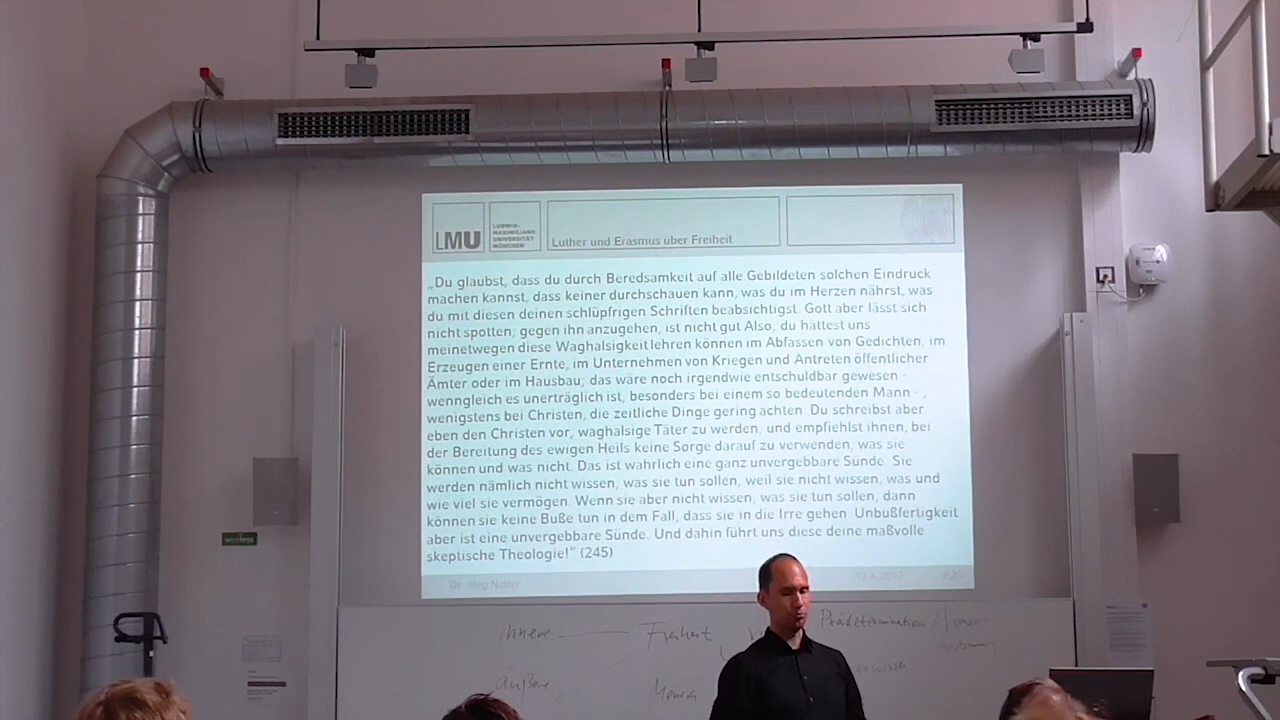 LMU
LUDWIG-
MAXIMILIANS
UNIVERSITÄT
MÜNCHEN
Luther und Erasmus über Freiheit
„Du glaubst, dass du durch Beredsamkeit auf alle Gebildeten solchen Eindruck
machen kannst, dass keiner durchschauen kann, was du im Herzen nährst, was
du mit diesen deinen schlüpfrigen Schriften beabsichtigst. Gott aber lässt sich
nicht spotten; gegen ihn anzugehen, ist nicht gut Also, du hättest uns
meinetwegen diese Waghalsigkeit lehren können im Abfassen von Gedichten, im
Erzeugen einer Ernte, im Unternehmen von Kriegen und Antreten öffentlicher
Ämter oder im Hausbau; das wäre noch irgendwie entschuldbar gewesen -
wenngleich es unerträglich ist, besonders bei einem so bedeutenden Mann - ,
wenigstens bei Christen, die zeitliche Dinge gering achten. Du schreibst aber
eben den Christen vor, waghalsige Täter zu werden, und empfiehlst ihnen, bei
der Bereitung des ewigen Heils keine Sorge darauf zu verwenden, was sie
können und was nicht. Das ist wahrlich eine ganz unvergebbare Sünde. Sie
werden nämlich nicht wissen, was sie tun sollen, weil sie nicht wissen, was und
wie viel sie vermögen. Wenn sie aber nicht wissen, was sie tun sollen, dann
können sie keine Buße tun in dem Fall, dass sie in die Irre gehen. Unbußfertigkeit
aber ist eine unvergebbare Sünde. Und dahin führt uns diese deine maßvolle
skeptische Theologie!“ (245)
Dr. Jörg Noller
innere Freiheit Prädetermination /
äußere Mensch